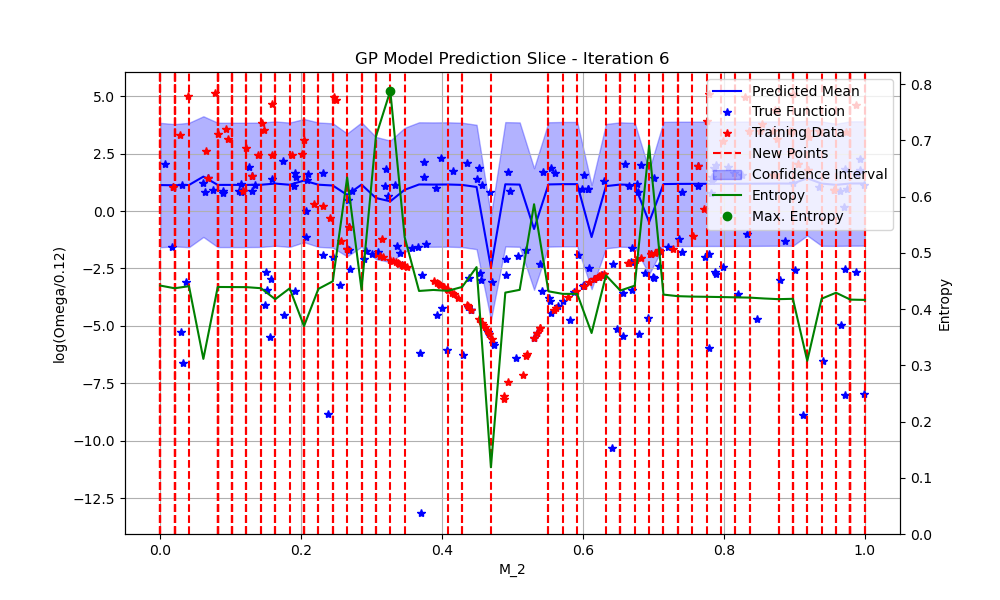 GP Model Prediction Slice - Iteration 6
Predicted Mean
True Function
Training Data
New Points
Confidence Interval
Entropy
Max. Entropy
log(Omega/0.12)
5.0
2.5
0.0
−2.5
−5.0
−7.5
−10.0
−12.5
0.0
0.2
0.4
0.6
0.8
1.0
M_2
0.8
0.7
0.6
0.5
0.4
0.3
0.2
0.1
0.0
Entropy